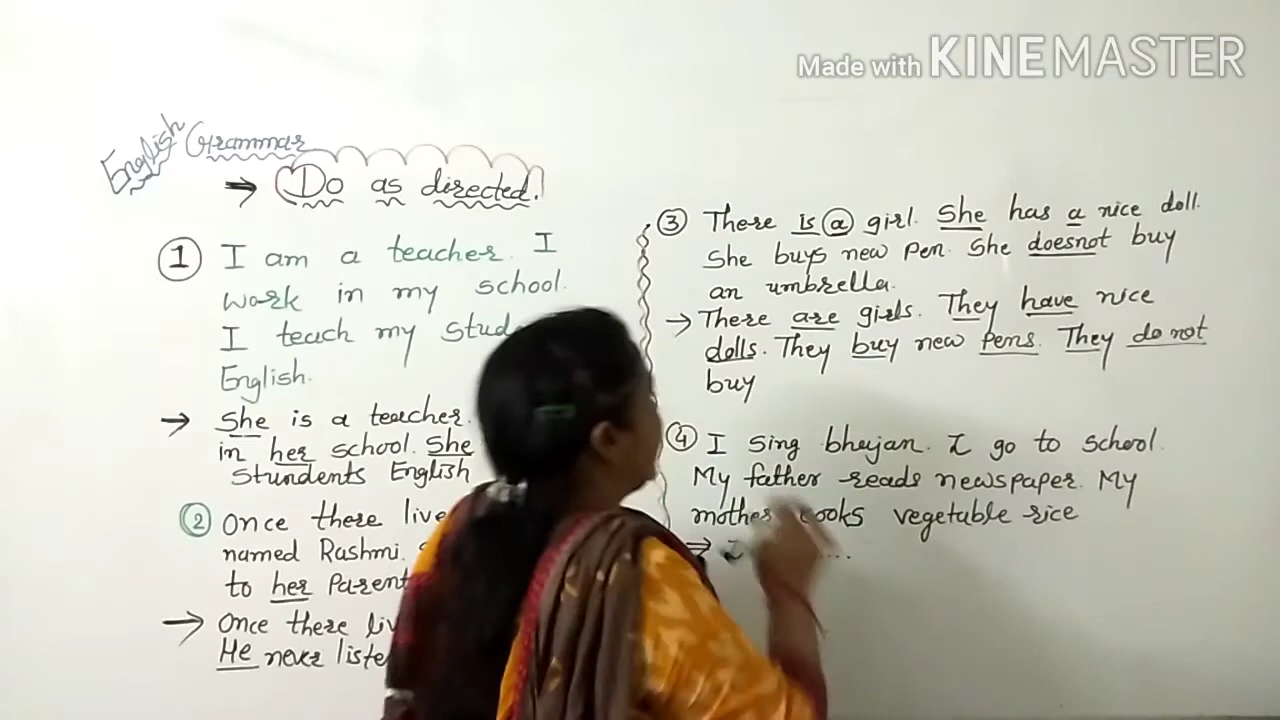 Made with KINEMASTER
English Grammar
→ Do as directed.
① I am a teacher. I
work in my school.
I teach my
English.
→ She is a teacher.
in her school. She
Strundents English
② Once there live
named Rashmi.
to her Parent
→ Once there
He never
③ There is a girl. She has a nice doll.
She buys new pen. She doesnot buy
an umbrella.
→ There are girls. They have nice
dolls. They buy new pens. They do not
buy
④ I sing bhajan. I go to school.
My father reads newspaper. My
mother cooks vegetable rice
⇒